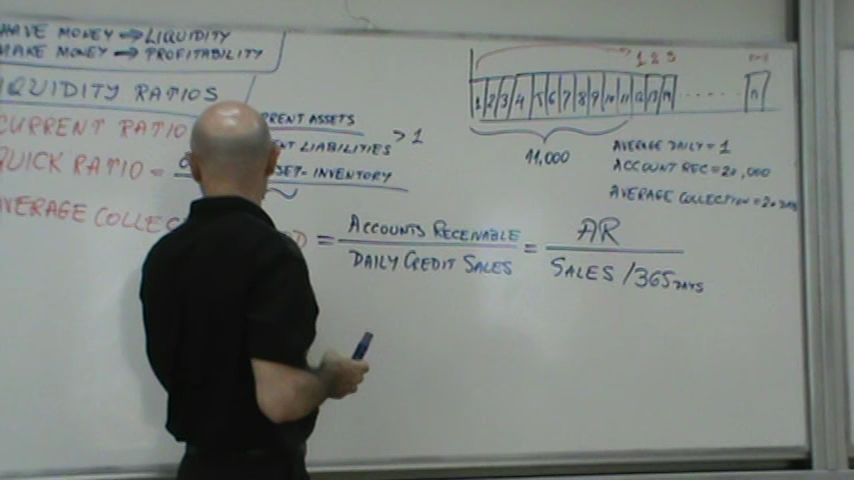 HAVE MONEY → LIQUIDITY
MAKE MONEY → PROFITABILITY
IQUIDITY RATIOS
CURRENT RATIO
RRENT ASSETS
ENT LIABILITIES > 1
QUICK RATIO =
SET - INVENTORY
AVERAGE COLLEC
D = ACCOUNTS RECEIVABLE = AR
DAILY CREDIT SALES SALES / 365 DAYS
1 2 3
1 2 3 4 5 6 7 8 9 10 11 12 13 14 ...... n
11,000
AVERAGE DAILY = 1
ACCOUNT REC = 20,000
AVERAGE COLLECTION = 20 DAYS